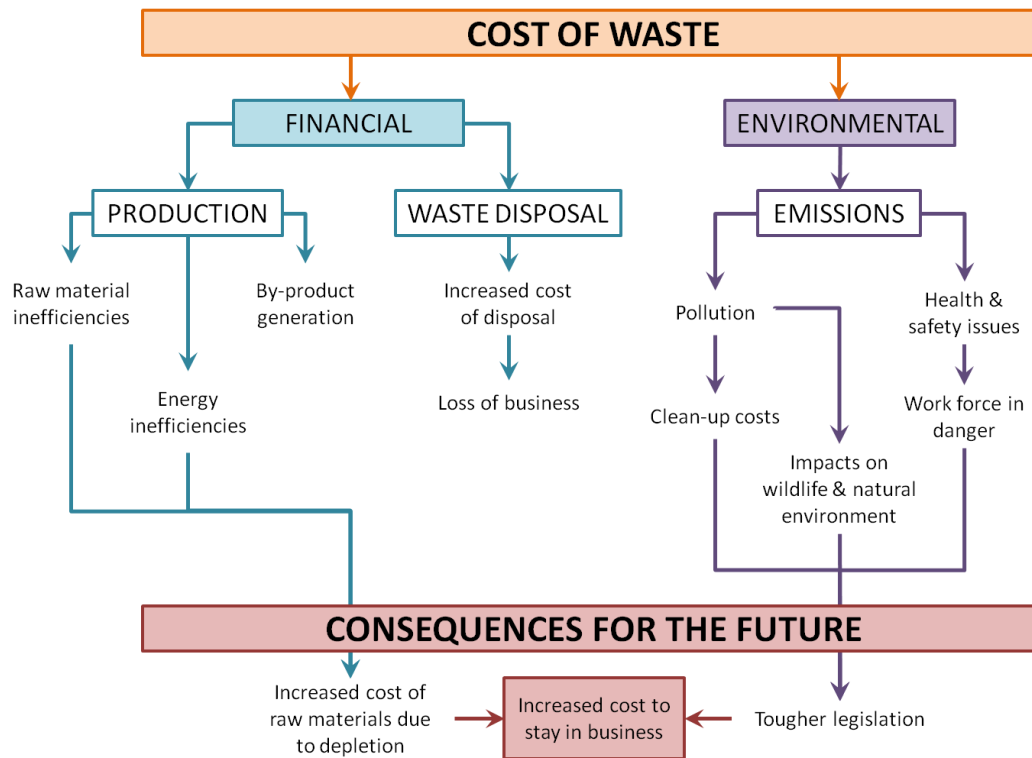 COST OF WASTE
FINANCIAL
ENVIRONMENTAL
PRODUCTION
WASTE DISPOSAL
EMISSIONS
Raw material
inefficiencies
By-product
generation
Increased cost
of disposal
Pollution
Health &
safety issues
Energy
inefficiencies
Loss of business
Clean-up costs
Work force in
danger
Impacts on
wildlife & natural
environment
CONSEQUENCES FOR THE FUTURE
Increased cost of
raw materials due
to depletion
Increased cost to
stay in business
Tougher legislation